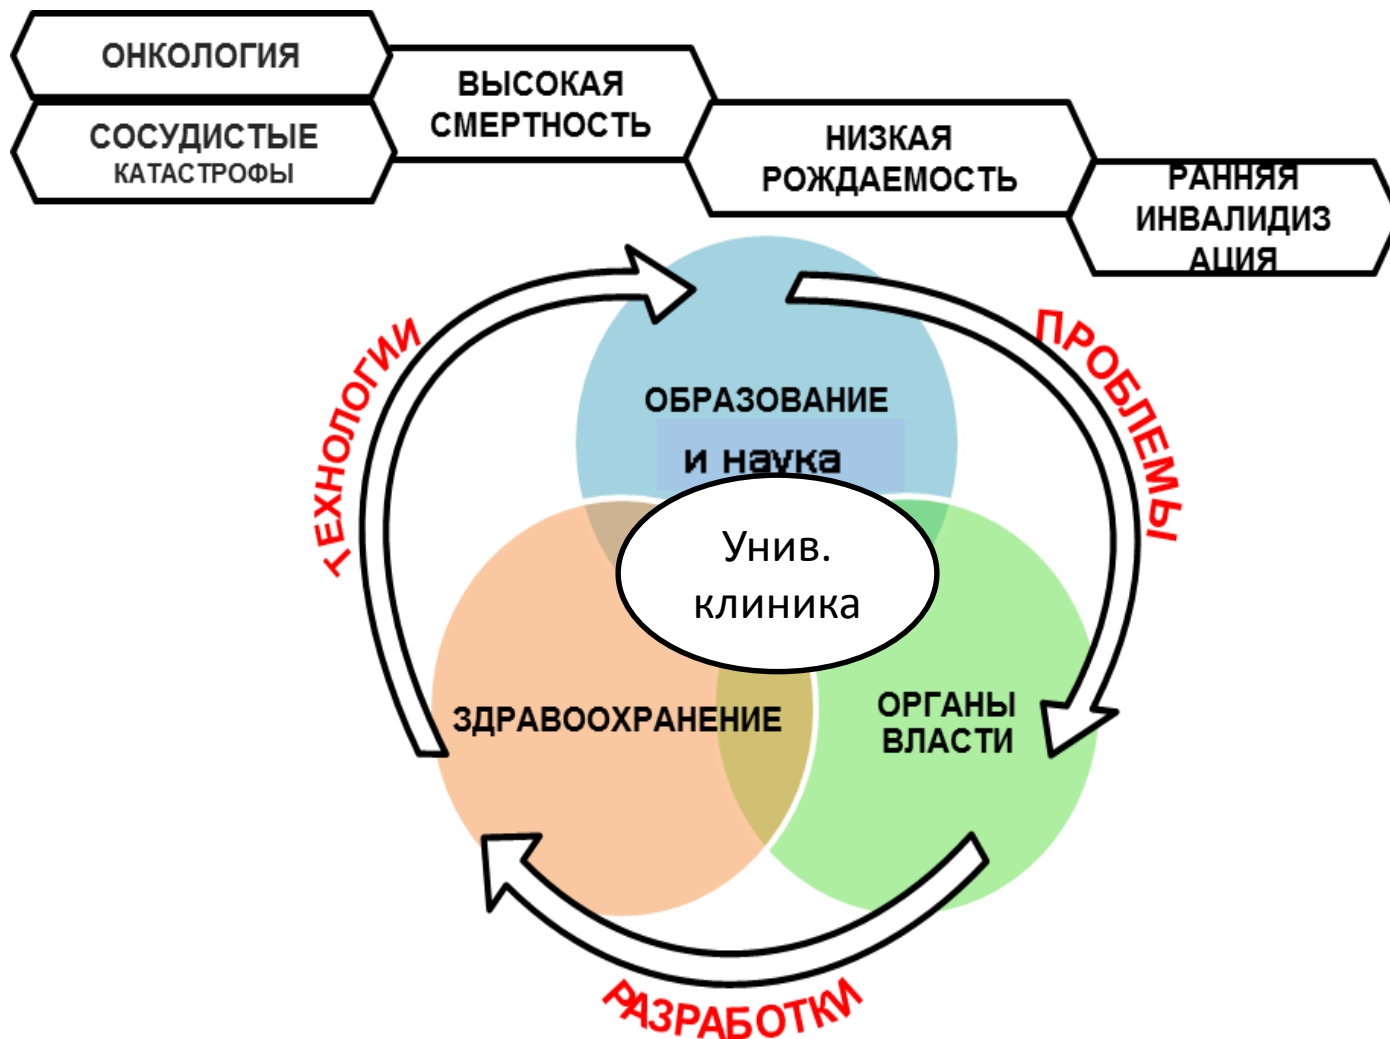 ОНКОЛОГИЯ
СОСУДИСТЫЕ
КАТАСТРОФЫ
ВЫСОКАЯ
СМЕРТНОСТЬ
НИЗКАЯ
РОЖДАЕМОСТЬ
РАННЯЯ
ИНВАЛИДИЗ
АЦИЯ
ТЕХНОЛОГИИ
ПРОБЛЕМЫ
ОБРАЗОВАНИЕ
и наука
Унив.
клиника
ЗДРАВООХРАНЕНИЕ
ОРГАНЫ
ВЛАСТИ
РАЗРАБОТКИ